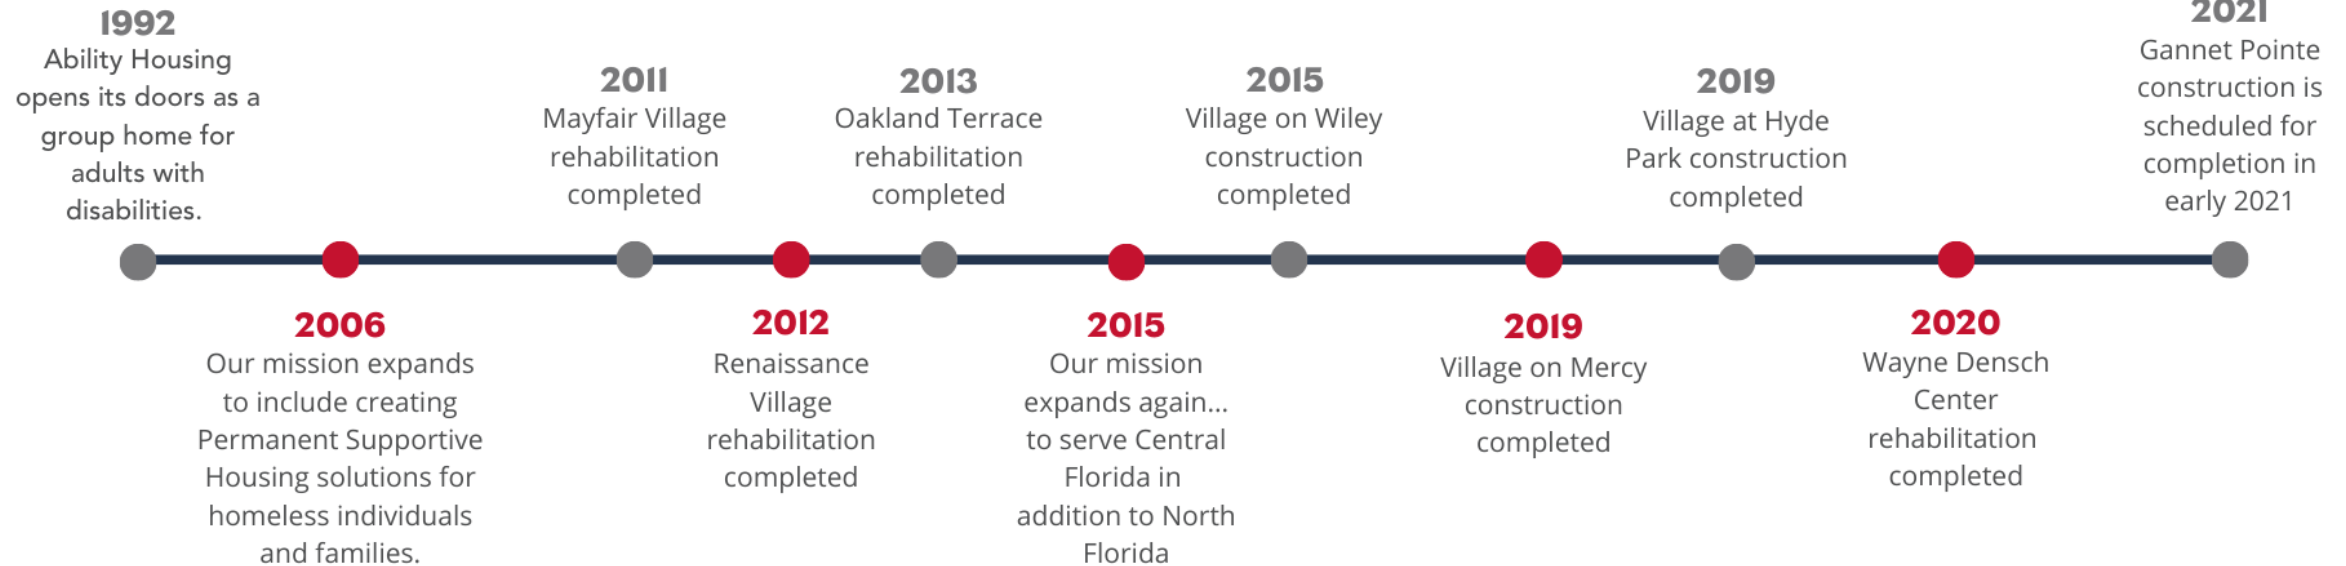 1992
Ability Housing
opens its doors as a
group home for
adults with
disabilities.
2006
Our mission expands
to include creating
Permanent Supportive
Housing solutions for
homeless individuals
and families.
2011
Mayfair Village
rehabilitation
completed
2012
Renaissance
Village
rehabilitation
completed
2013
Oakland Terrace
rehabilitation
completed
2015
Our mission
expands again...
to serve Central
Florida in
addition to North
Florida
2015
Village on Wiley
construction
completed
2019
Village on Mercy
construction
completed
2019
Village at Hyde
Park construction
completed
2020
Wayne Densch
Center
rehabilitation
completed
2021
Gannet Pointe
construction is
scheduled for
completion in
early 2021